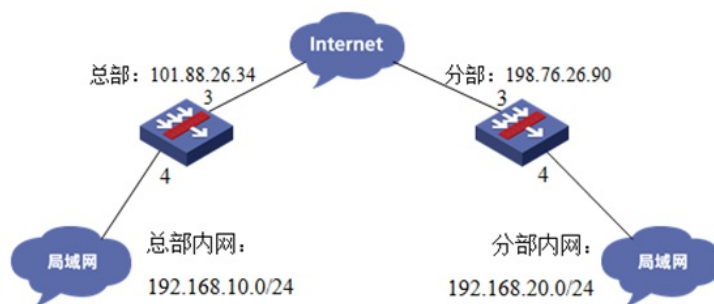 Internet
总部：101.88.26.34
分部：198.76.26.90
3
3
4
4
局域网
总部内网：
192.168.10.0/24
分部内网：
192.168.20.0/24
局域网